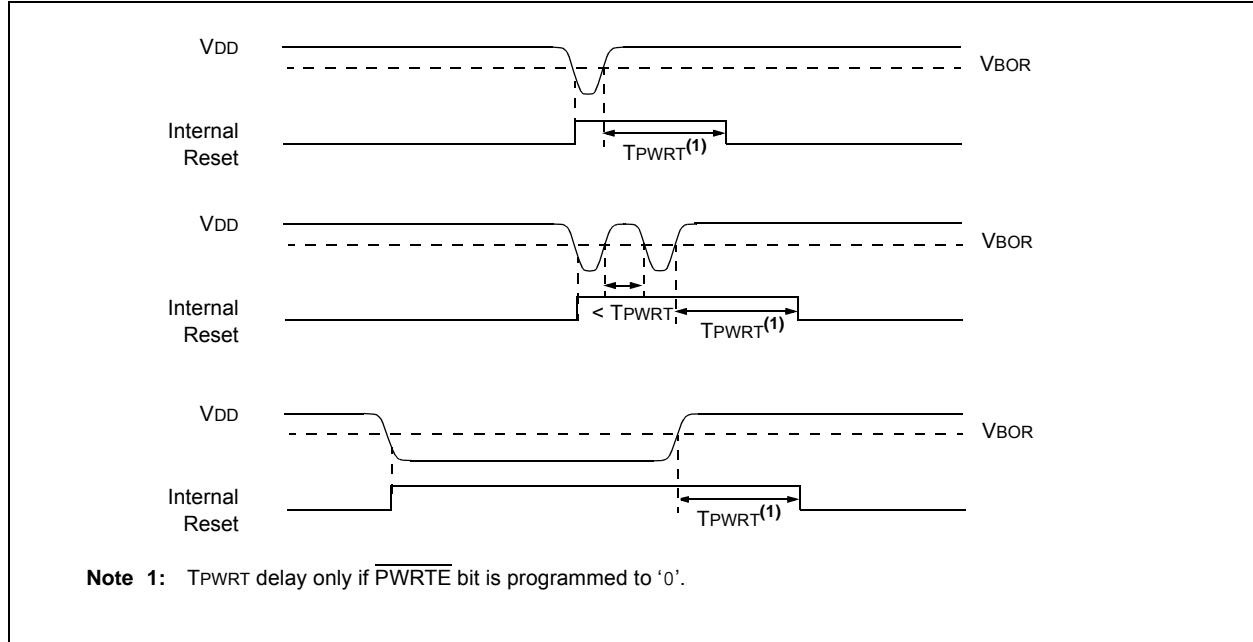 VDD
VBOR
Internal
Reset
TPWRT(1)
VDD
VBOR
Internal
Reset
< TPWRT
TPWRT(1)
VDD
VBOR
Internal
Reset
TPWRT(1)
Note 1: TPWRT delay only if PWRTE bit is programmed to ‘0’.